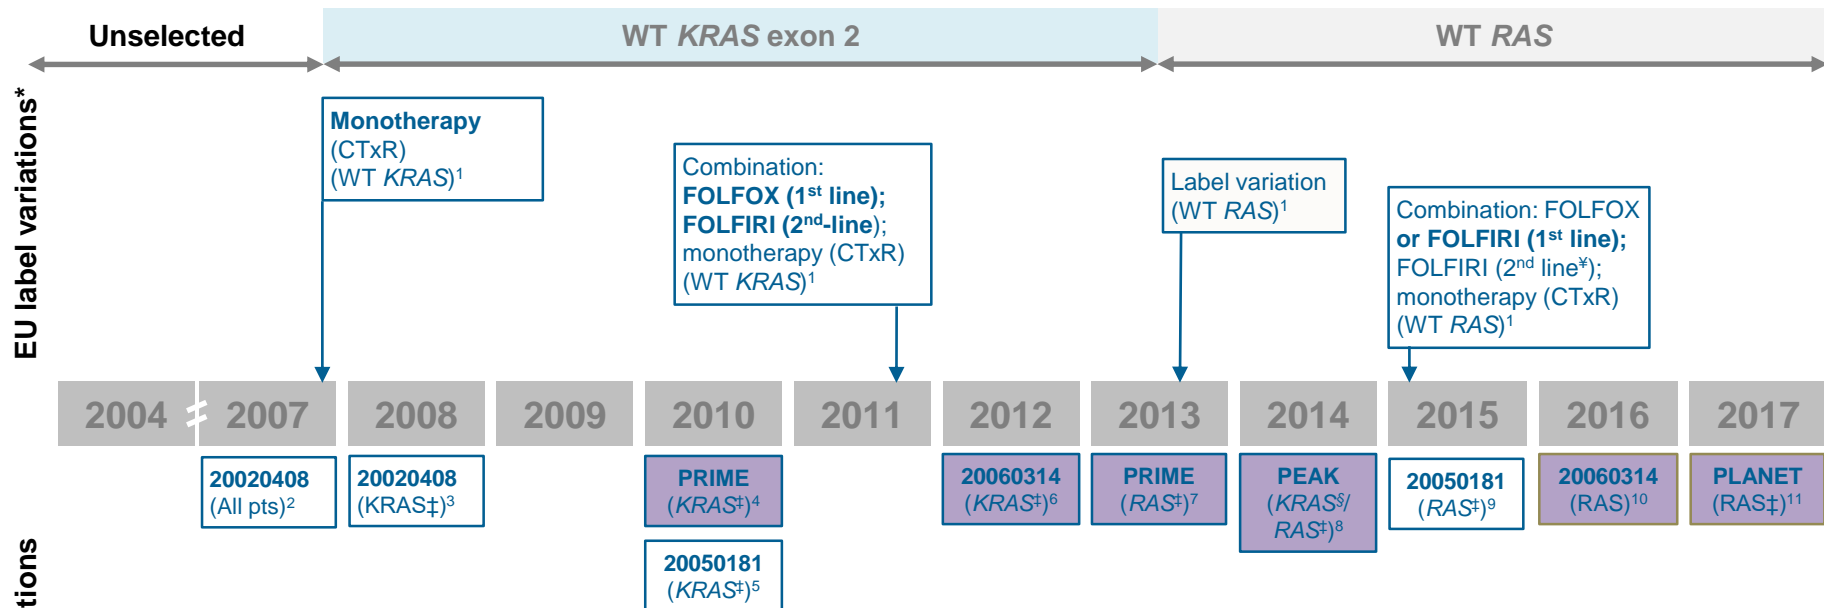 Unselected
WT KRAS exon 2
WT RAS
EU label variations*
Monotherapy
(CTxR)
(WT KRAS)¹
Combination:
FOLFOX (1st line);
FOLFIRI (2nd-line);
monotherapy (CTxR)
(WT KRAS)¹
Label variation
(WT RAS)¹
Combination: FOLFOX
or FOLFIRI (1st line);
FOLFIRI (2nd line¥);
monotherapy (CTxR)
(WT RAS)¹
2004
2007
2008
2009
2010
2011
2012
2013
2014
2015
2016
2017
20020408
(All pts)²
20020408
(KRAS‡)³
PRIME
(KRAS‡)⁴
20050181
(KRAS‡)⁵
20060314
(KRAS‡)⁶
PRIME
(RAS‡)⁷
PEAK
(KRAS§/
RAS‡)⁸
20050181
(RAS‡)⁹
20060314
(RAS)¹⁰
PLANET
(RAS‡)¹¹